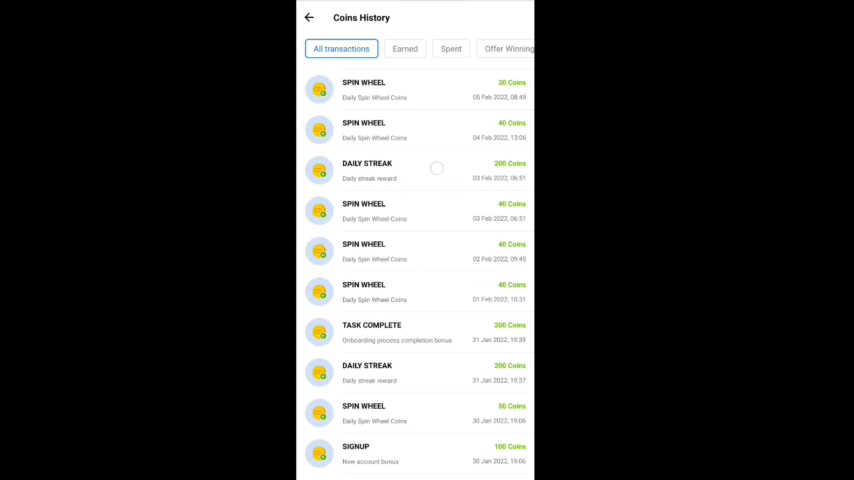 Coins History
All transactions Earned Spent Offer Winning
SPIN WHEEL 30 Coins
Daily Spin Wheel Coins 05 Feb 2022, 08:49
SPIN WHEEL 40 Coins
Daily Spin Wheel Coins 04 Feb 2022, 13:06
DAILY STREAK 200 Coins
Daily streak reward 03 Feb 2022, 06:51
SPIN WHEEL 40 Coins
Daily Spin Wheel Coins 03 Feb 2022, 06:51
SPIN WHEEL 40 Coins
Daily Spin Wheel Coins 02 Feb 2022, 09:45
SPIN WHEEL 40 Coins
Daily Spin Wheel Coins 01 Feb 2022, 10:31
TASK COMPLETE 200 Coins
Onboarding process completion bonus 31 Jan 2022, 19:39
DAILY STREAK 200 Coins
Daily streak reward 31 Jan 2022, 19:37
SPIN WHEEL 50 Coins
Daily Spin Wheel Coins 30 Jan 2022, 19:06
SIGNUP 100 Coins
New account bonus 30 Jan 2022, 19:06